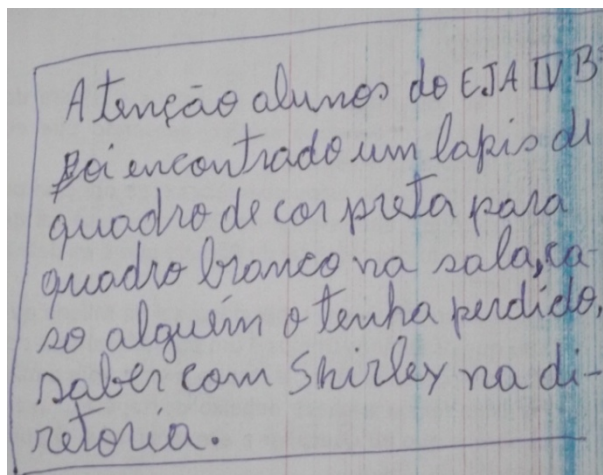 Atenção alunos do EJA IV B
foi encontrado um lapis de
quadro de cor preta para
quadro branco na sala, ca-
so alguém o tenha perdido,
saber com Shirley na di-
retoria.